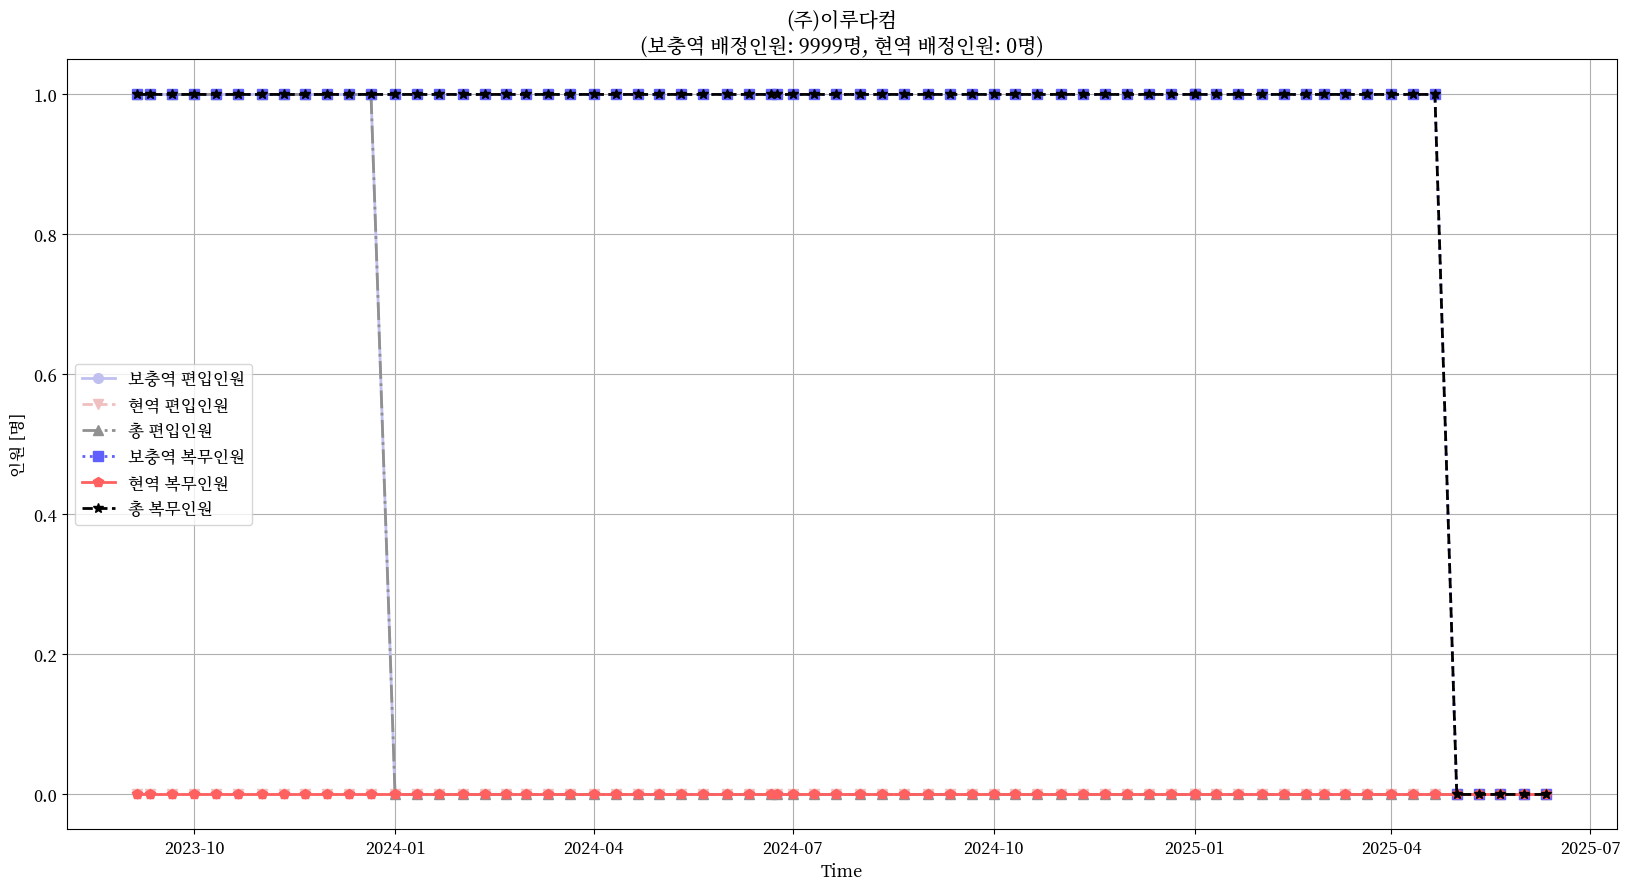 (주)이루다컴
(보충역 배정인원: 9999명, 현역 배정인원: 0명)
인원 [명]
1.0
0.8
0.6
0.4
0.2
0.0
보충역 편입인원
현역 편입인원
총 편입인원
보충역 복무인원
현역 복무인원
총 복무인원
2023-10
2024-01
2024-04
2024-07
2024-10
2025-01
2025-04
2025-07
Time